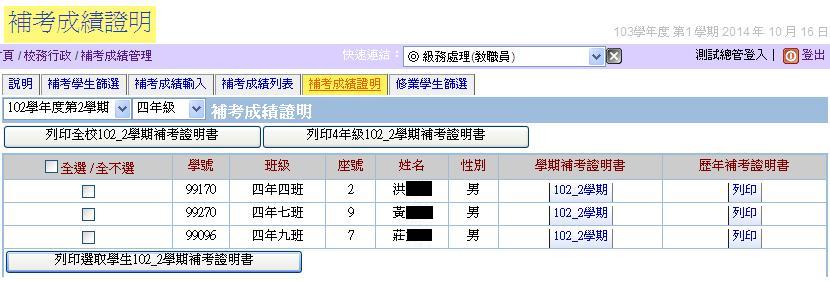 補考成績證明
103學年度 第1學期 2014 年 10 月 16 日
頁 / 校務行政 / 補考成績管理 快速連結： ◎ 級務處理(教職員) 測試總管登入 | 登出
說明 補考學生篩選 補考成績輸入 補考成績列表 補考成績證明 修業學生篩選
102學年度第2學期 四年級 補考成績證明
列印全校102_2學期補考證明書 列印4年級102_2學期補考證明書
全選 / 全不選 學號 班級 座號 姓名 性別 學期補考證明書 歷年補考證明書
99170 四年四班 2 洪 男 102_2學期 列印
99270 四年七班 9 黃 男 102_2學期 列印
99096 四年九班 7 莊 男 102_2學期 列印
列印選取學生102_2學期補考證明書